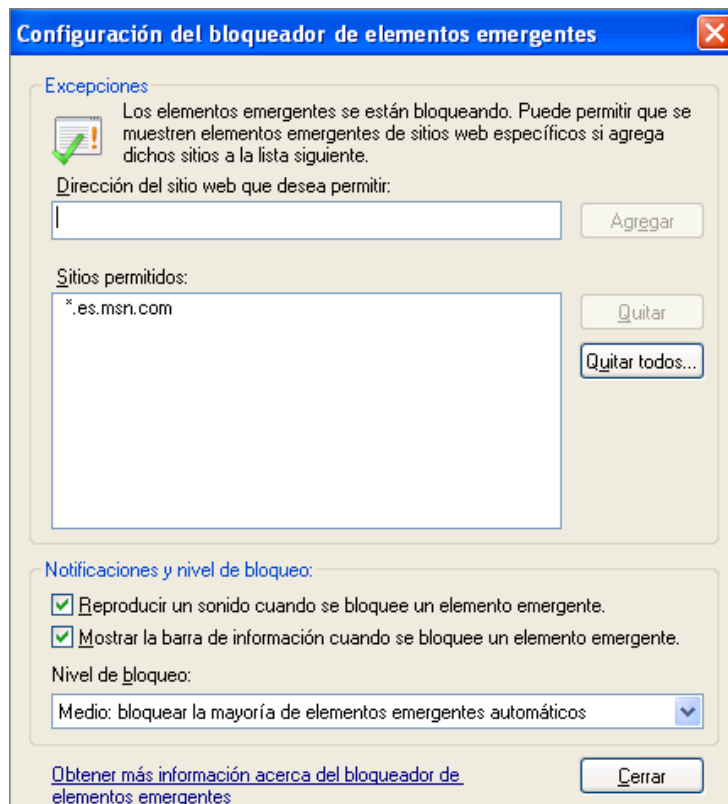 Configuración del bloqueador de elementos emergentes
Excepciones
Los elementos emergentes se están bloqueando. Puede permitir que se
muestren elementos emergentes de sitios web específicos si agrega
dichos sitios a la lista siguiente.
Dirección del sitio web que desea permitir:
Agregar
Sitios permitidos:
*.es.msn.com
Quitar
Quitar todos...
Notificaciones y nivel de bloqueo:
Reproducir un sonido cuando se bloquee un elemento emergente.
Mostrar la barra de información cuando se bloquee un elemento emergente.
Nivel de bloqueo:
Medio: bloquear la mayoría de elementos emergentes automáticos
Obtener más información acerca del bloqueador de
elementos emergentes
Cerrar